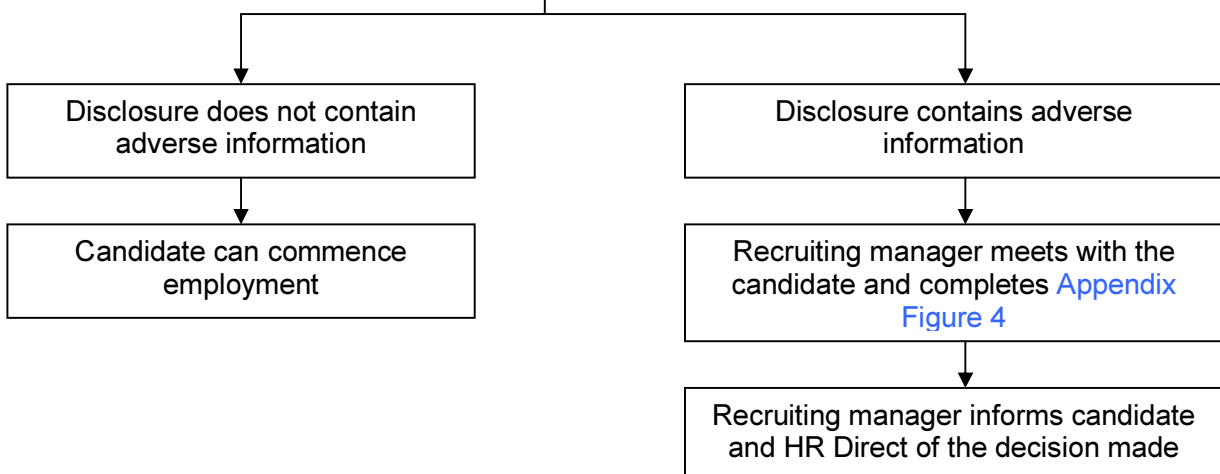 Disclosure does not contain
adverse information
Candidate can commence
employment
Disclosure contains adverse
information
Recruiting manager meets with the
candidate and completes Appendix
Figure 4
Recruiting manager informs candidate
and HR Direct of the decision made